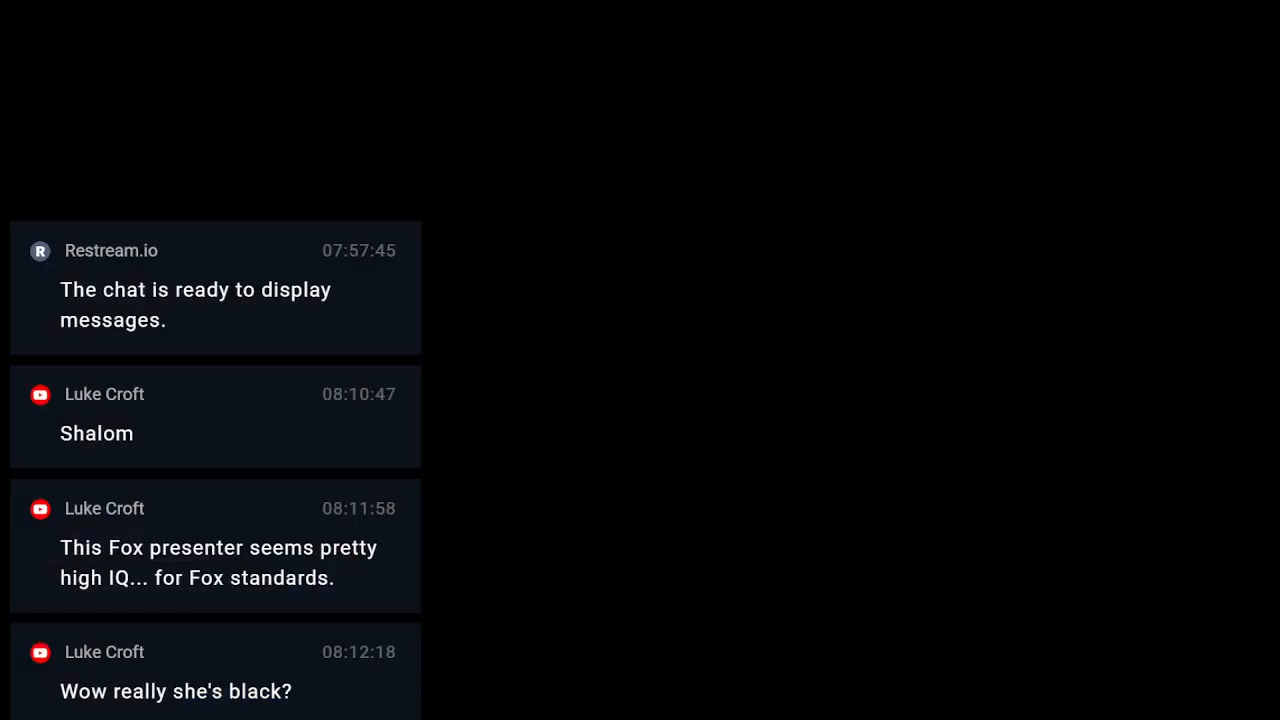 R Restream.io 07:57:45
The chat is ready to display
messages.
Luke Croft 08:10:47
Shalom
Luke Croft 08:11:58
This Fox presenter seems pretty
high IQ... for Fox standards.
Luke Croft 08:12:18
Wow really she's black?